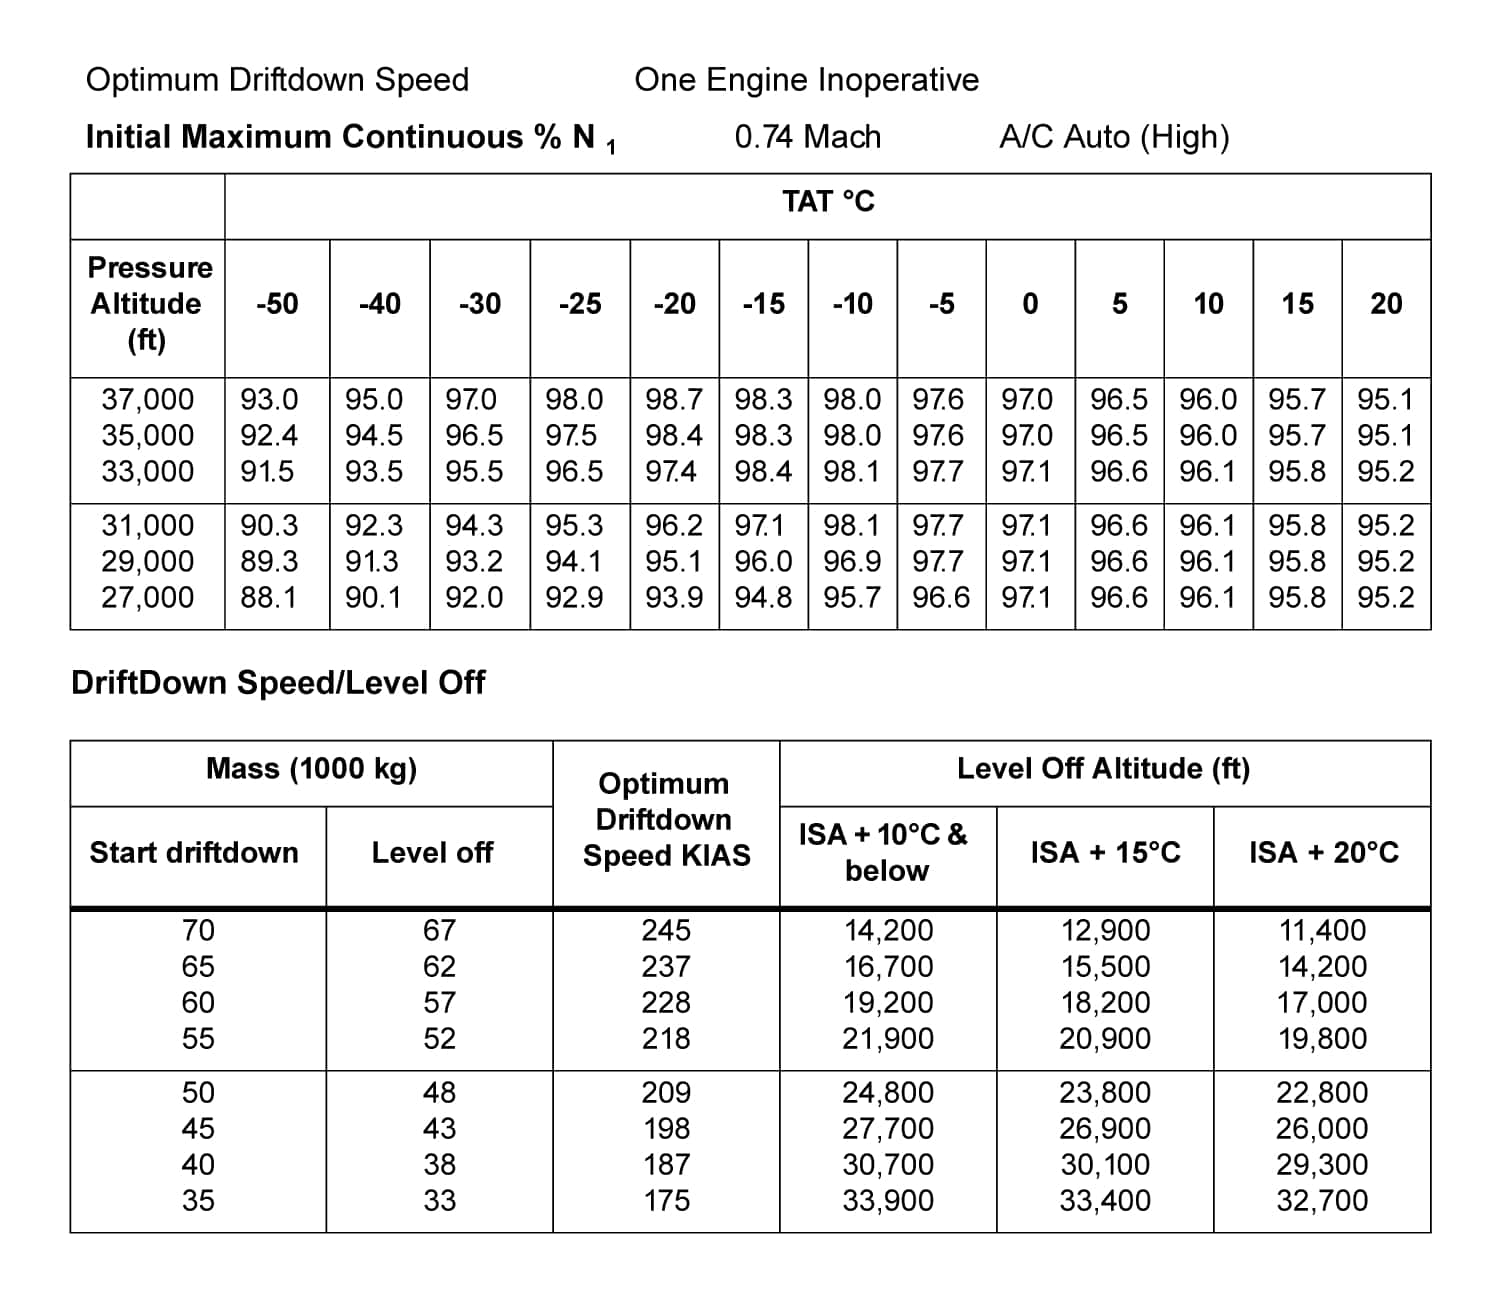 Optimum Driftdown Speed One Engine Inoperative
Initial Maximum Continuous % N 1 0.74 Mach A/C Auto (High)
TAT °C
Pressure
Altitude
(ft)
-50 -40 -30 -25 -20 -15 -10 -5 0 5 10 15 20
37,000 93.0 95.0 97.0 98.0 98.7 98.3 98.0 97.6 97.0 96.5 96.0 95.7 95.1
35,000 92.4 94.5 96.5 97.5 98.4 98.3 98.0 97.6 97.0 96.5 96.0 95.7 95.1
33,000 91.5 93.5 95.5 96.5 97.4 98.4 98.1 97.7 97.1 96.6 96.1 95.8 95.2
31,000 90.3 92.3 94.3 95.3 96.2 97.1 98.1 97.7 97.1 96.6 96.1 95.8 95.2
29,000 89.3 91.3 93.2 94.1 95.1 96.0 96.9 97.7 97.1 96.6 96.1 95.8 95.2
27,000 88.1 90.1 92.0 92.9 93.9 94.8 95.7 96.6 97.1 96.6 96.1 95.8 95.2
DriftDown Speed/Level Off
Mass (1000 kg)
Start driftdown Level off
Optimum
Driftdown
Speed KIAS
Level Off Altitude (ft)
ISA + 10°C &
below
ISA + 15°C ISA + 20°C
70 67 245 14,200 12,900 11,400
65 62 237 16,700 15,500 14,200
60 57 228 19,200 18,200 17,000
55 52 218 21,900 20,900 19,800
50 48 209 24,800 23,800 22,800
45 43 198 27,700 26,900 26,000
40 38 187 30,700 30,100 29,300
35 33 175 33,900 33,400 32,700